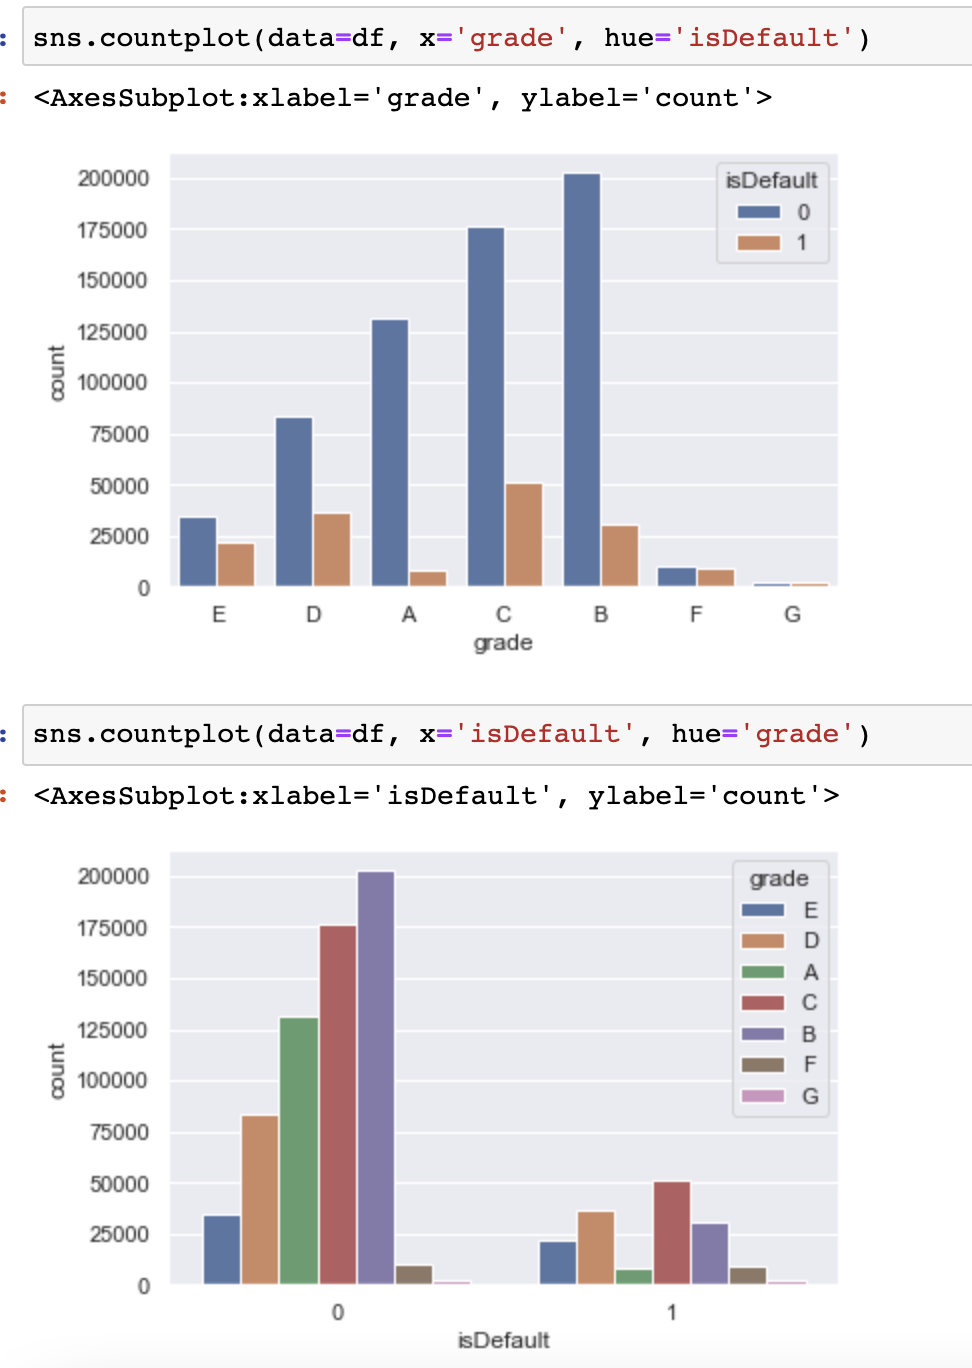 : sns.countplot(data=df, x='grade', hue='isDefault')
: <AxesSubplot:xlabel='grade', ylabel='count'>
isDefault
0
1
200000
175000
150000
125000
100000
75000
50000
25000
0
count
E D A C B F G
grade
: sns.countplot(data=df, x='isDefault', hue='grade')
: <AxesSubplot:xlabel='isDefault', ylabel='count'>
grade
E
D
A
C
B
F
G
200000
175000
150000
125000
100000
75000
50000
25000
0
count
0 1
isDefault